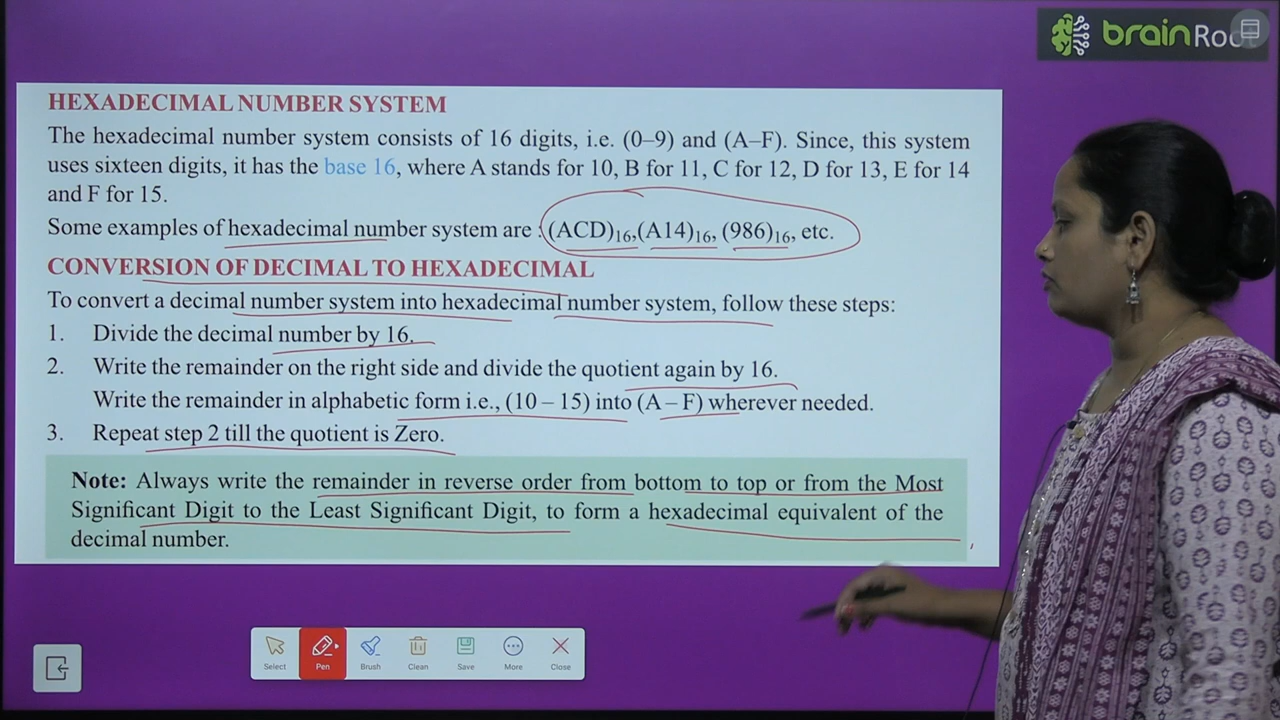 brainRoot
HEXADECIMAL NUMBER SYSTEM
The hexadecimal number system consists of 16 digits, i.e. (0–9) and (A–F). Since, this system
uses sixteen digits, it has the base 16, where A stands for 10, B for 11, C for 12, D for 13, E for 14
and F for 15.
Some examples of hexadecimal number system are : (ACD)16,(A14)16, (986)16, etc.
CONVERSION OF DECIMAL TO HEXADECIMAL
To convert a decimal number system into hexadecimal number system, follow these steps:
1. Divide the decimal number by 16.
2. Write the remainder on the right side and divide the quotient again by 16.
Write the remainder in alphabetic form i.e., (10 – 15) into (A – F) wherever needed.
3. Repeat step 2 till the quotient is Zero.
Note: Always write the remainder in reverse order from bottom to top or from the Most
Significant Digit to the Least Significant Digit, to form a hexadecimal equivalent of the
decimal number.
Select Pen Brush Clean Save More Close